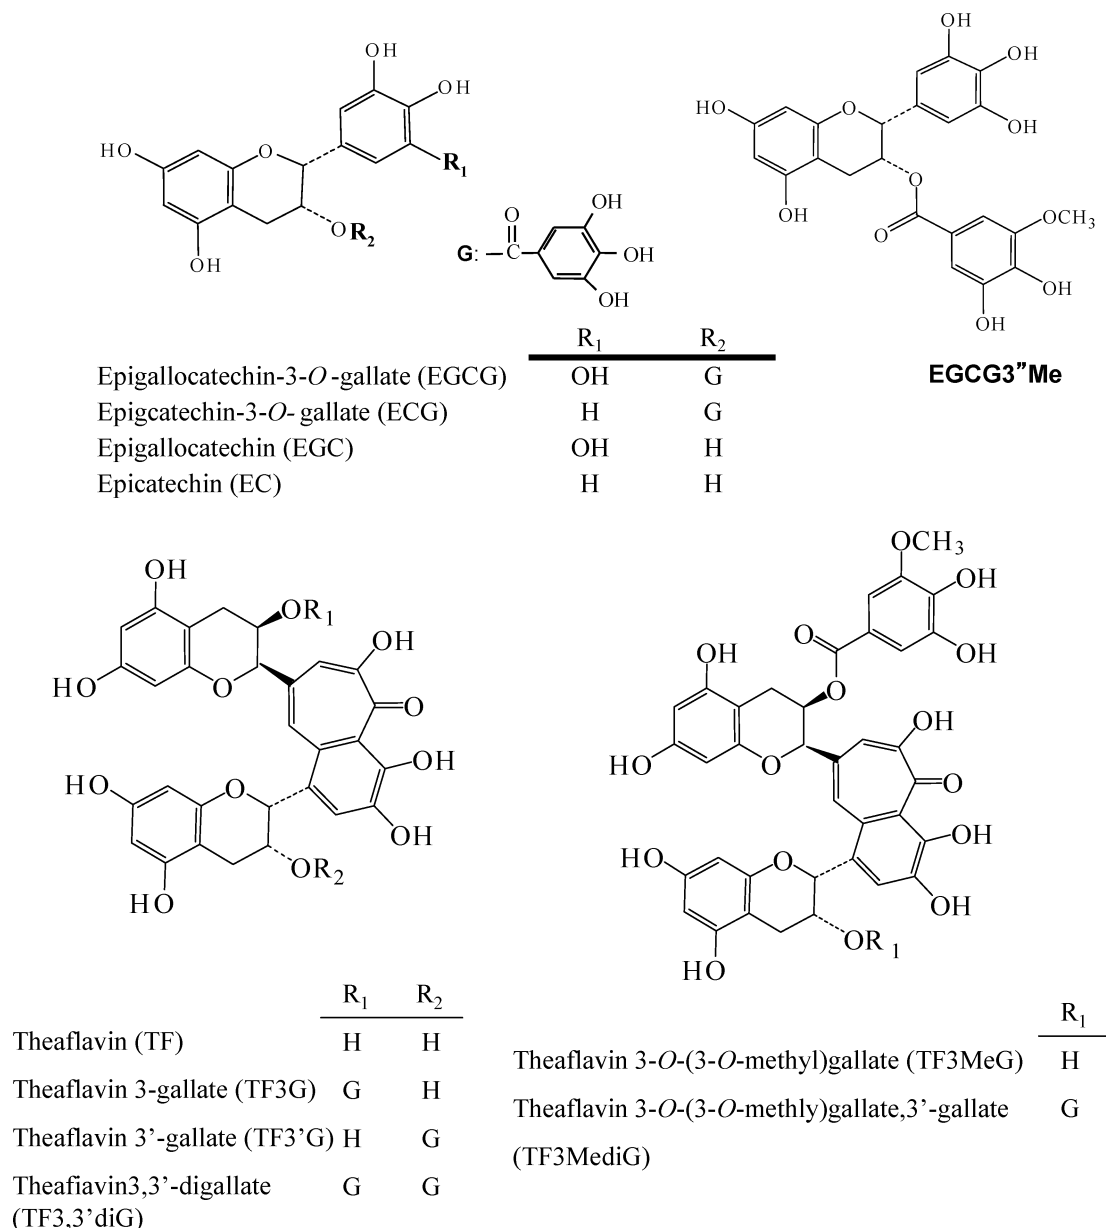 OH
OH
HO
O
R1
OR2
OH
O
G:
C
OH
OH
OH
OH
OH
OH
HO
O
O
OH
O
OCH3
OH
OH
EGCG3”Me
R1 R2
Epigallocatechin-3-O -gallate (EGCG) OH G
Epigcatechin-3-O- gallate (ECG) H G
Epigallocatechin (EGC) OH H
Epicatechin (EC) H H
OH
OR1
OH
HO
O
O
HO
O
OH
OH
OR2
HO
OCH3
OH
OH
O
O
OH
OH
HO
O
O
HO
O
OH
OH
OR 1
HO
R1 R2
Theaflavin (TF) H H
Theaflavin 3-gallate (TF3G) G H
Theaflavin 3’-gallate (TF3’G) H G
Theafiavin3,3’-digallate G G
(TF3,3’diG)
R1
Theaflavin 3-O-(3-O-methyl)gallate (TF3MeG) H
Theaflavin 3-O-(3-O-methly)gallate,3’-gallate G
(TF3MediG)